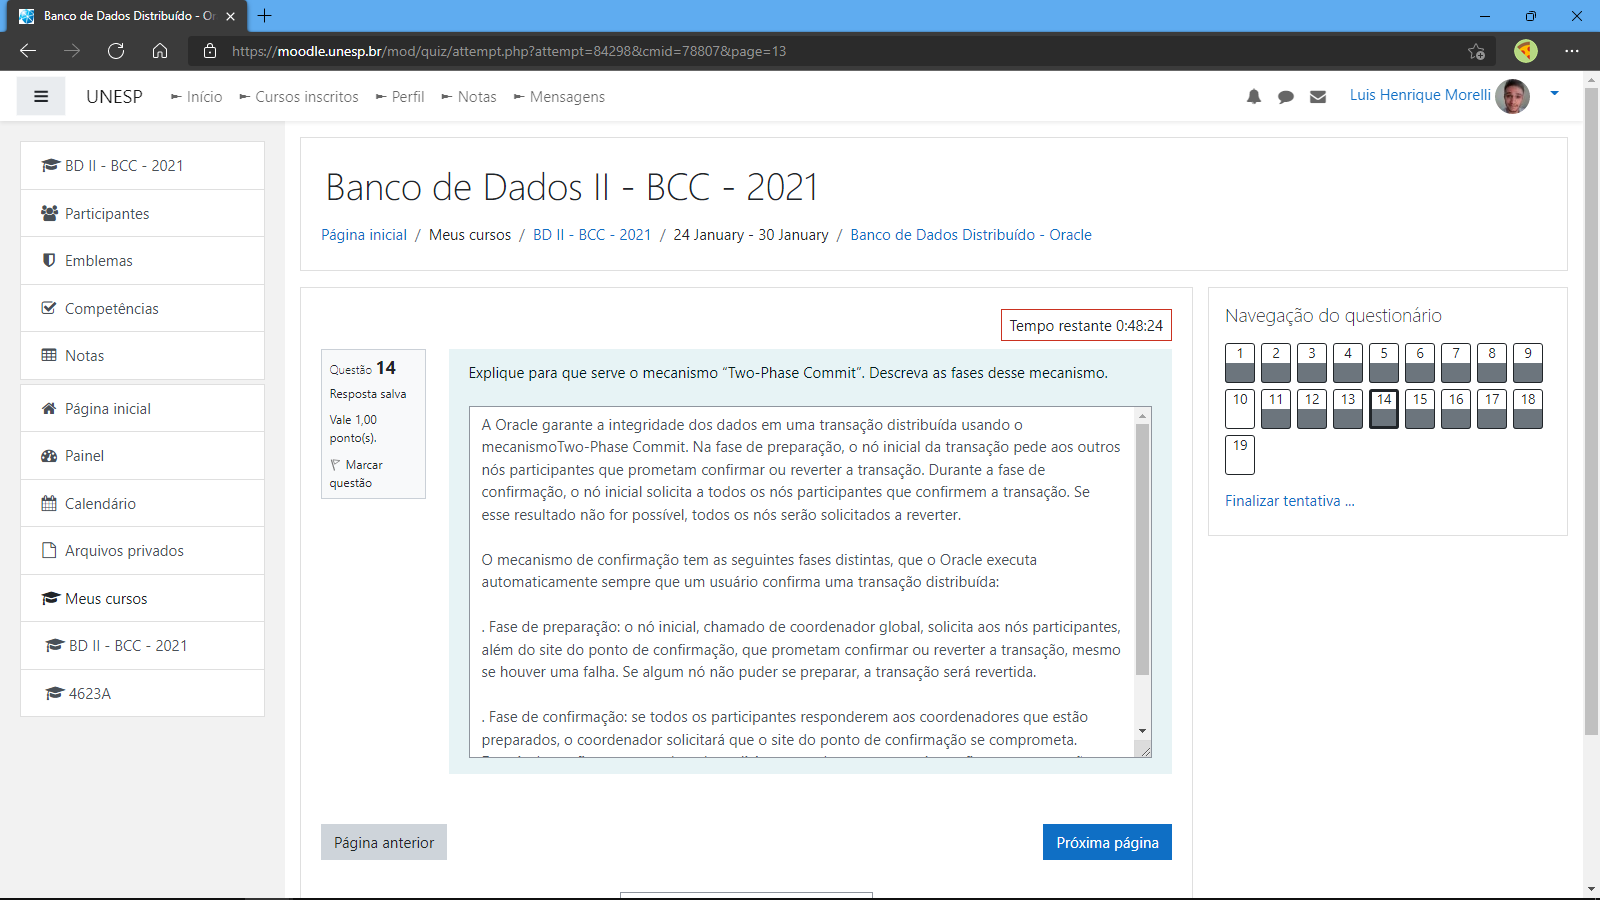 Banco de Dados Distribuído - Or
https://moodle.unesp.br/mod/quiz/attempt.php?attempt=84298&cmid=78807&page=13
UNESP
Início
Cursos inscritos
Perfil
Notas
Mensagens
Luis Henrique Morelli
BD II - BCC - 2021
Participantes
Emblemas
Competências
Notas
Página inicial
Painel
Calendário
Arquivos privados
Meus cursos
BD II - BCC - 2021
4623A
Banco de Dados II - BCC - 2021
Página inicial / Meus cursos / BD II - BCC - 2021 / 24 January - 30 January / Banco de Dados Distribuído - Oracle
Tempo restante 0:48:24
Questão 14
Resposta salva
Vale 1,00
ponto(s).
Marcar
questão
Explique para que serve o mecanismo “Two-Phase Commit”. Descreva as fases desse mecanismo.
A Oracle garante a integridade dos dados em uma transação distribuída usando o
mecanismoTwo-Phase Commit. Na fase de preparação, o nó inicial da transação pede aos outros
nós participantes que prometam confirmar ou reverter a transação. Durante a fase de
confirmação, o nó inicial solicita a todos os nós participantes que confirmem a transação. Se
esse resultado não for possível, todos os nós serão solicitados a reverter.
O mecanismo de confirmação tem as seguintes fases distintas, que o Oracle executa
automaticamente sempre que um usuário confirma uma transação distribuída:
. Fase de preparação: o nó inicial, chamado de coordenador global, solicita aos nós participantes,
além do site do ponto de confirmação, que prometam confirmar ou reverter a transação, mesmo
se houver uma falha. Se algum nó não puder se preparar, a transação será revertida.
. Fase de confirmação: se todos os participantes responderem aos coordenadores que estão
preparados, o coordenador solicitará que o site do ponto de confirmação se comprometa.
Página anterior
Próxima página
Navegação do questionário
1 2 3 4 5 6 7 8 9
10 11 12 13 14 15 16 17 18
19
Finalizar tentativa ...